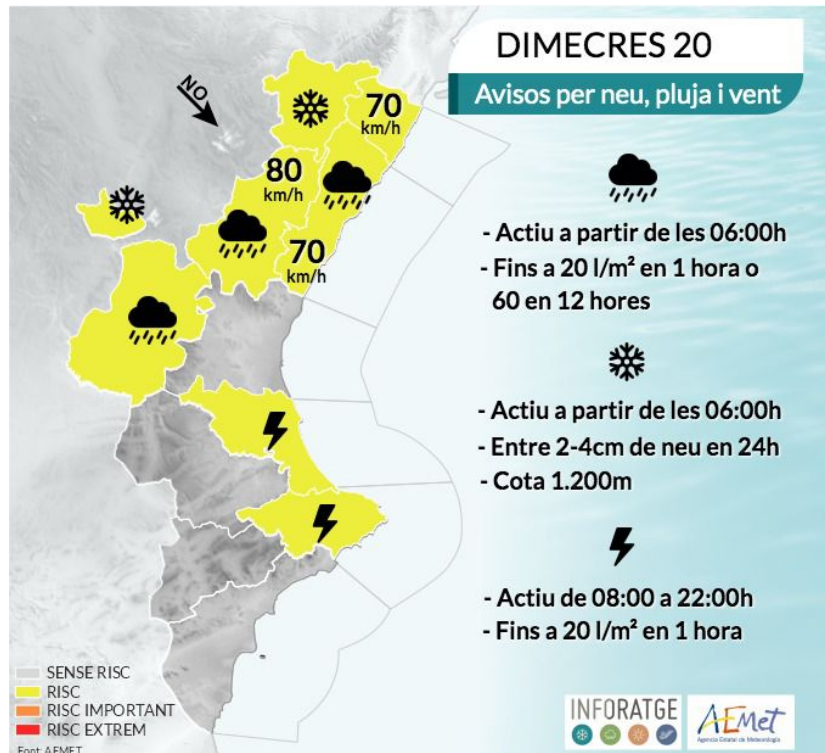 DIMECRES 20
Avisos per neu, pluja i vent
NO
70
km/h
80
km/h
70
km/h
- Actiu a partir de les 06:00h
- Fins a 20 l/m² en 1 hora o
60 en 12 hores
- Actiu a partir de les 06:00h
- Entre 2-4cm de neu en 24h
- Cota 1.200m
- Actiu de 08:00 a 22:00h
- Fins a 20 l/m² en 1 hora
SENSE RISC
RISC
RISC IMPORTANT
RISC EXTREM
Font: AEMET
INFORATGE
AEMet
Agencia Estatal de Meteorología